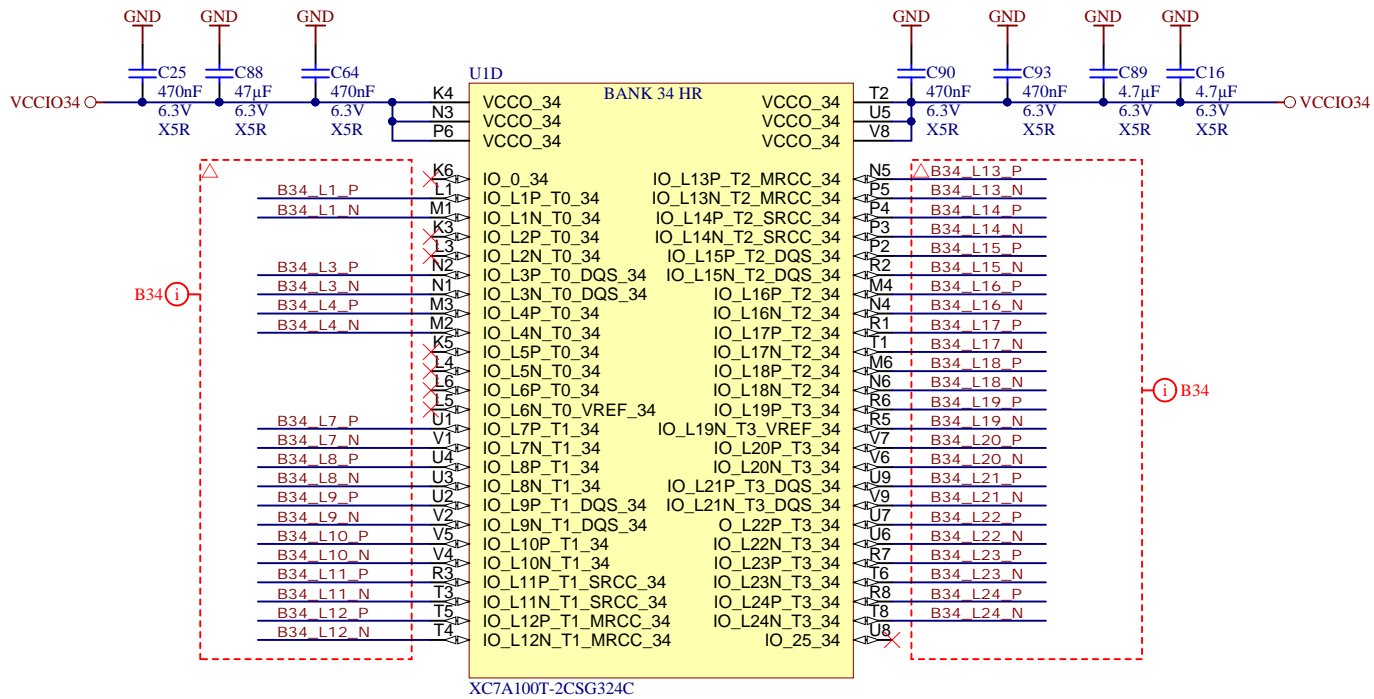 GND GND GND GND GND GND GND
C25 C88 C64 U1D C90 C93 C89 C16
470nF 47µF 470nF BANK 34 HR 470nF 470nF 4.7µF 4.7µF
VCCIO34 6.3V 6.3V 6.3V K4 VCCO_34 VCCO_34 T2 6.3V 6.3V 6.3V 6.3V VCCIO34
X5R X5R X5R N3 VCCO_34 VCCO_34 U5 X5R X5R X5R X5R
P6 VCCO_34 VCCO_34 V8
K6 IO_0_34 IO_L13P_T2_MRCC_34 N5 B34_L13_P
B34_L1_P L1 IO_L1P_T0_34 IO_L13N_T2_MRCC_34 P5 B34_L13_N
B34_L1_N M1 IO_L1N_T0_34 IO_L14P_T2_SRCC_34 P4 B34_L14_P
K3 IO_L2P_T0_34 IO_L14N_T2_SRCC_34 P3 B34_L14_N
L3 IO_L2N_T0_34 IO_L15P_T2_DQS_34 P2 B34_L15_P
B34_L3_P N2 IO_L3P_T0_DQS_34 IO_L15N_T2_DQS_34 R2 B34_L15_N
B34 i B34_L3_N N1 IO_L3N_T0_DQS_34 IO_L16P_T2_34 M4 B34_L16_P
B34_L4_P M3 IO_L4P_T0_34 IO_L16N_T2_34 N4 B34_L16_N
B34_L4_N M2 IO_L4N_T0_34 IO_L17P_T2_34 R1 B34_L17_P
K5 IO_L5P_T0_34 IO_L17N_T2_34 T1 B34_L17_N
L4 IO_L5N_T0_34 IO_L18P_T2_34 M6 B34_L18_P
L6 IO_L6P_T0_34 IO_L18N_T2_34 N6 B34_L18_N i B34
L5 IO_L6N_T0_VREF_34 IO_L19P_T3_34 R6 B34_L19_P
B34_L7_P U1 IO_L7P_T1_34 IO_L19N_T3_VREF_34 R5 B34_L19_N
B34_L7_N V1 IO_L7N_T1_34 IO_L20P_T3_34 V7 B34_L20_P
B34_L8_P U4 IO_L8P_T1_34 IO_L20N_T3_34 V6 B34_L20_N
B34_L8_N U3 IO_L8N_T1_34 IO_L21P_T3_DQS_34 U9 B34_L21_P
B34_L9_P U2 IO_L9P_T1_DQS_34 IO_L21N_T3_DQS_34 V9 B34_L21_N
B34_L9_N V2 IO_L9N_T1_DQS_34 O_L22P_T3_34 U7 B34_L22_P
B34_L10_P V5 IO_L10P_T1_34 IO_L22N_T3_34 U6 B34_L22_N
B34_L10_N V4 IO_L10N_T1_34 IO_L23P_T3_34 R7 B34_L23_P
B34_L11_P R3 IO_L11P_T1_SRCC_34 IO_L23N_T3_34 T6 B34_L23_N
B34_L11_N T3 IO_L11N_T1_SRCC_34 IO_L24P_T3_34 R8 B34_L24_P
B34_L12_P T5 IO_L12P_T1_MRCC_34 IO_L24N_T3_34 T8 B34_L24_N
B34_L12_N T4 IO_L12N_T1_MRCC_34 IO_25_34 U8
XC7A100T-2CSG324C